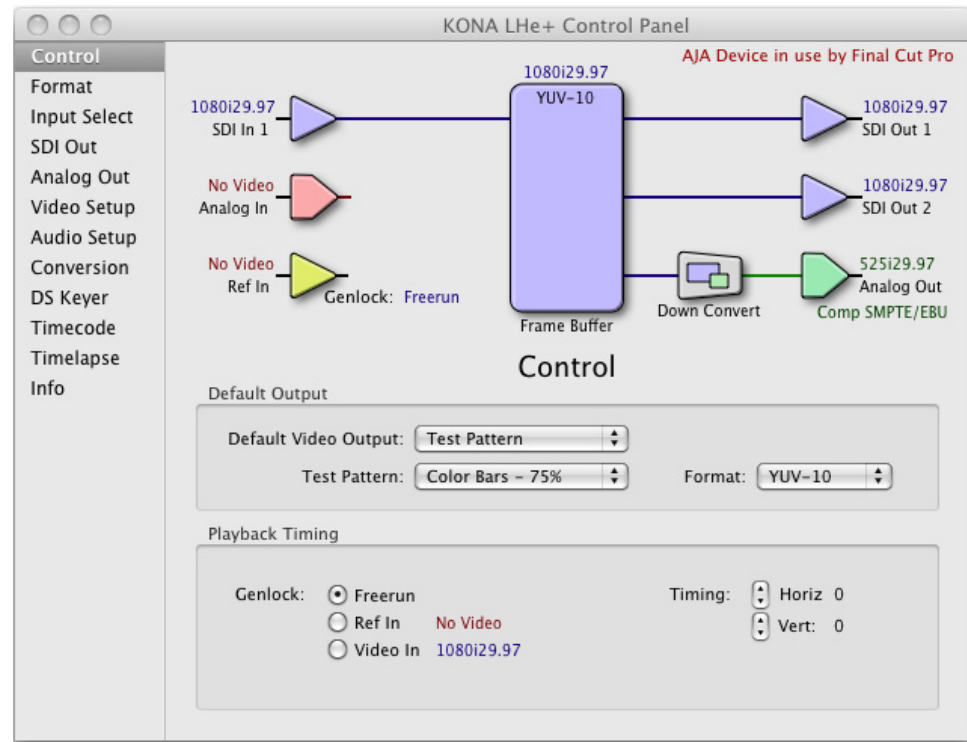 KONA LHe+ Control Panel
Control
Format
Input Select
SDI Out
Analog Out
Video Setup
Audio Setup
Conversion
DS Keyer
Timecode
Timelapse
Info
AJA Device in use by Final Cut Pro
1080i29.97
YUV-10
1080i29.97
SDI In 1
1080i29.97
SDI Out 1
No Video
Analog In
1080i29.97
SDI Out 2
No Video
Ref In
Genlock: Freerun
525i29.97
Analog Out
Down Convert
Comp SMPTE/EBU
Frame Buffer
Control
Default Output
Default Video Output: Test Pattern
Test Pattern: Color Bars - 75% Format: YUV-10
Playback Timing
Genlock: Freerun Timing: Horiz 0
Ref In No Video Vert: 0
Video In 1080i29.97